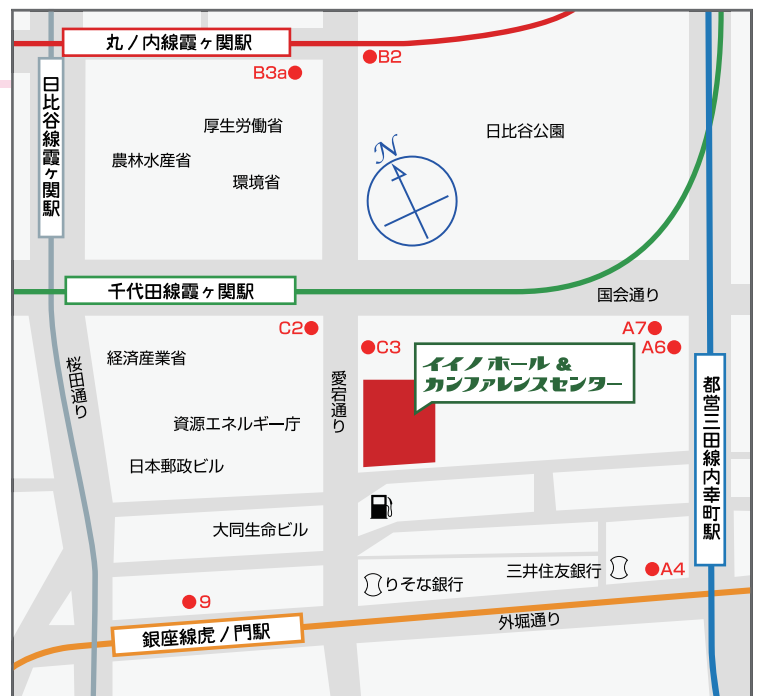 丸ノ内線霞ヶ関駅
B2
B3a
日比谷線霞ヶ関駅
厚生労働省
日比谷公園
農林水産省
環境省
N
千代田線霞ヶ関駅
国会通り
C2
A7
C3
A6
経済産業省
イイノ ホール &
カンファレンスセンター
桜田通り
愛宕通り
都営三田線内幸町駅
資源エネルギー庁
日本郵政ビル
大同生命ビル
三井住友銀行
A4
りそな銀行
9
外堀通り
銀座線虎ノ門駅